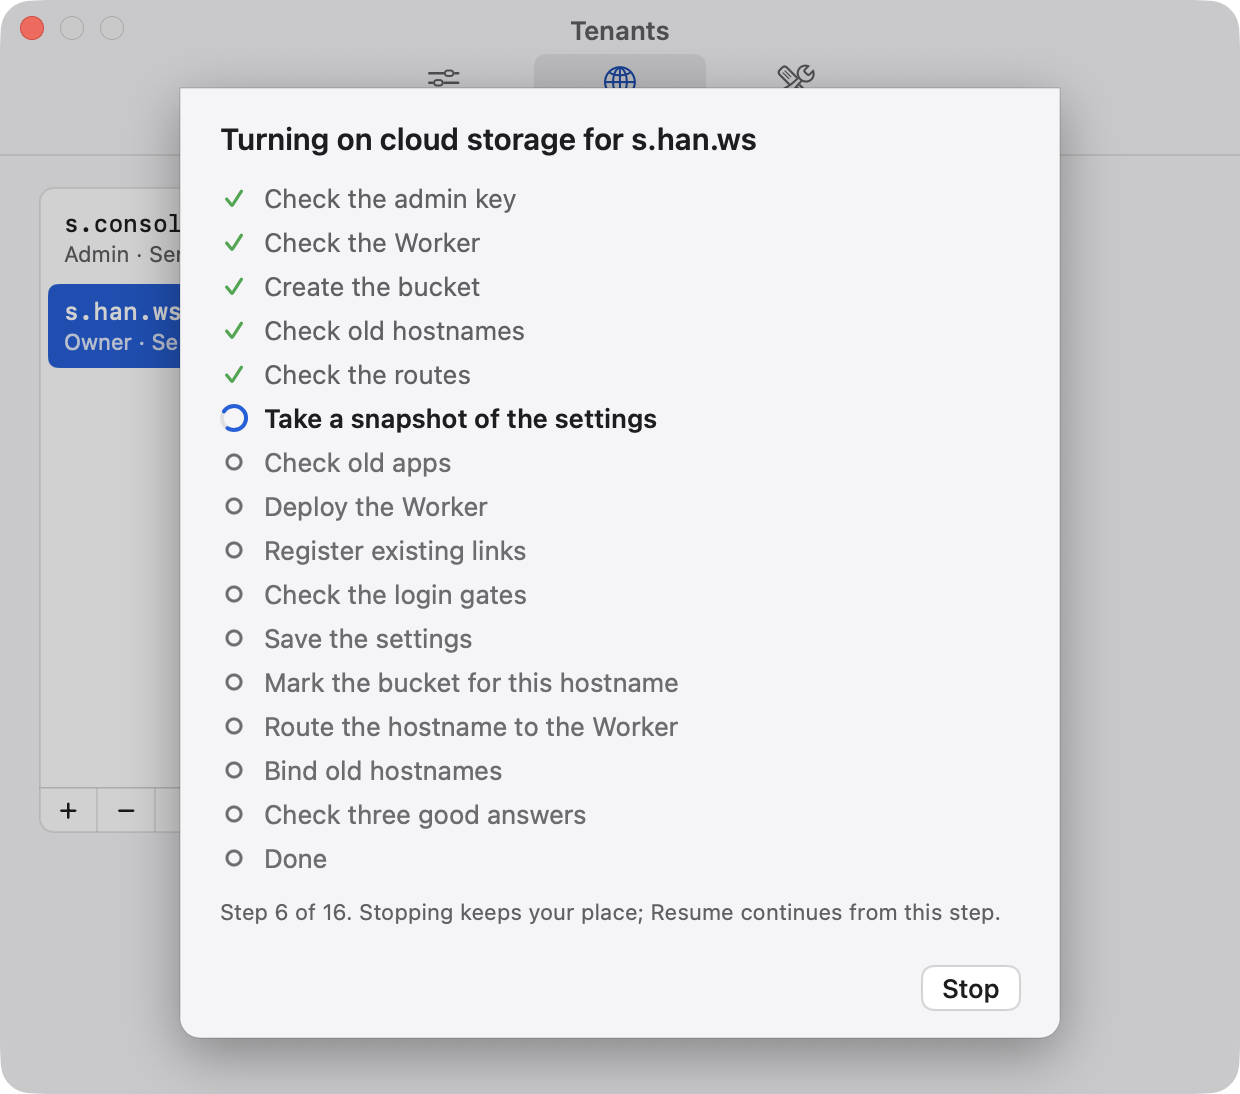 Tenants
Turning on cloud storage for s.han.ws
Check the admin key
Check the Worker
Create the bucket
Check old hostnames
Check the routes
Take a snapshot of the settings
Check old apps
Deploy the Worker
Register existing links
Check the login gates
Save the settings
Mark the bucket for this hostname
Route the hostname to the Worker
Bind old hostnames
Check three good answers
Done
Step 6 of 16. Stopping keeps your place; Resume continues from this step.
Stop
s.consol
Admin · Ser
s.han.ws
Owner · Se
+ −